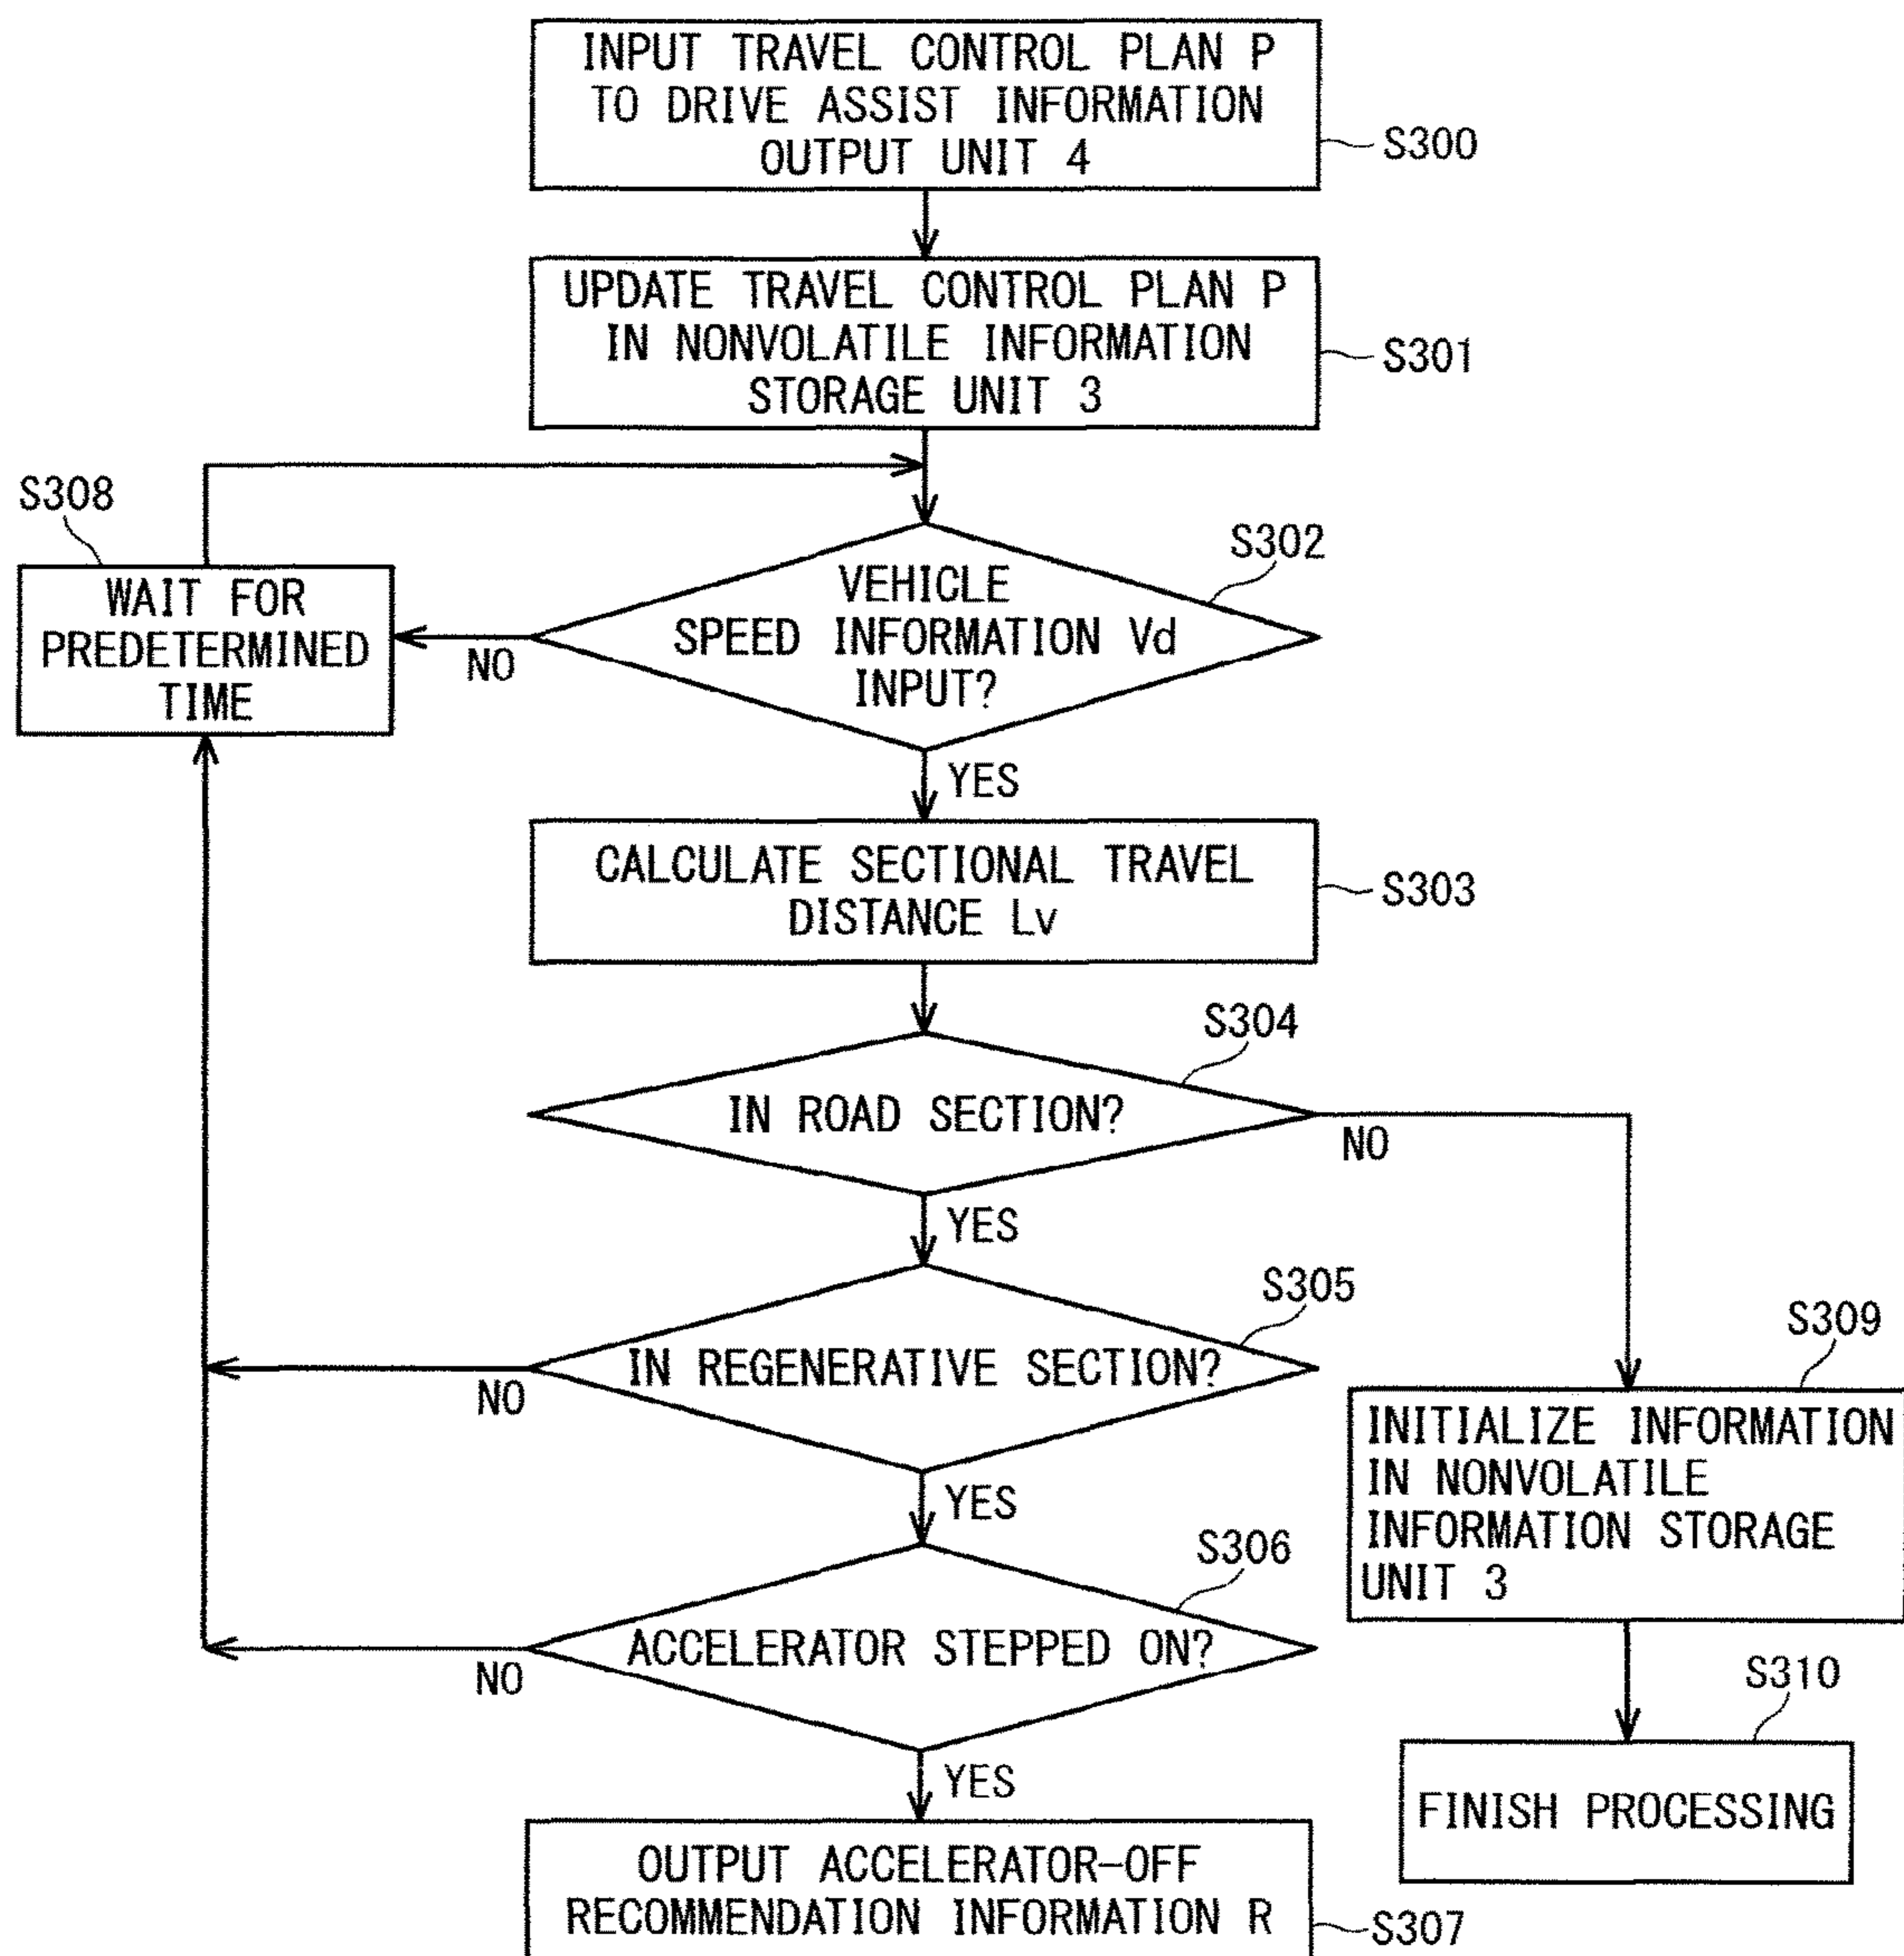 INPUT TRAVEL CONTROL PLAN P
TO DRIVE ASSIST INFORMATION
OUTPUT UNIT 4
S300
UPDATE TRAVEL CONTROL PLAN P
IN NONVOLATILE INFORMATION
STORAGE UNIT 3
S301
S308
WAIT FOR
PREDETERMINED
TIME
S302
VEHICLE
SPEED INFORMATION Vd
INPUT?
NO
YES
CALCULATE SECTIONAL TRAVEL
DISTANCE Lv
S303
S304
IN ROAD SECTION?
NO
YES
S305
IN REGENERATIVE SECTION?
NO
YES
S309
INITIALIZE INFORMATION
IN NONVOLATILE
INFORMATION STORAGE
UNIT 3
S306
ACCELERATOR STEPPED ON?
NO
YES
S310
FINISH PROCESSING
OUTPUT ACCELERATOR-OFF
RECOMMENDATION INFORMATION R
S307